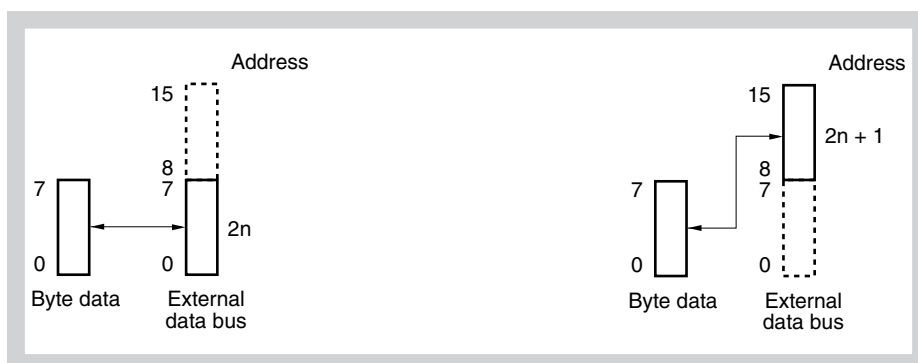 Address
15
8
7
7
2n
0
0
Byte data
External
data bus
Address
15
2n + 1
8
7
7
0
0
Byte data
External
data bus